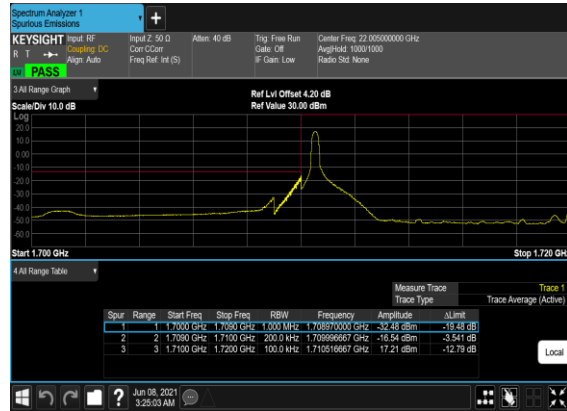 Spectrum Analyzer 1
Spurious Emissions
KEYSIGHT Input: RF Input Z: 50 Ω Atten: 40 dB Trig: Free Run Center Freq: 22.005000000 GHz
R T Coupling: DC Corr CCorr Gate: Off Avg|Hold: 1000/1000
Align: Auto Freq Ref: Int (S) IF Gain: Low Radio Std: None
PASS
3 All Range Graph
Ref Lvl Offset 4.20 dB
Scale/Div 10.0 dB Ref Value 30.00 dBm
Log
20.0
10.0
0.00
-10.0
-20.0
-30.0
-40.0
-50.0
-60.0
Start 1.700 GHz Stop 1.720 GHz
4 All Range Table
Measure Trace Trace 1
Trace Type Trace Average (Active)
Spur Range Start Freq Stop Freq RBW Frequency Amplitude ΔLimit
1 1 1.7000 GHz 1.7090 GHz 1.000 MHz 1.708970000 GHz -32.48 dBm -19.48 dB
2 2 1.7090 GHz 1.7100 GHz 200.0 kHz 1.709996667 GHz -16.54 dBm -3.541 dB
3 3 1.7100 GHz 1.7200 GHz 100.0 kHz 1.710516667 GHz 17.21 dBm -12.79 dB
Local
? Jun 08, 2021
3:25:03 AM